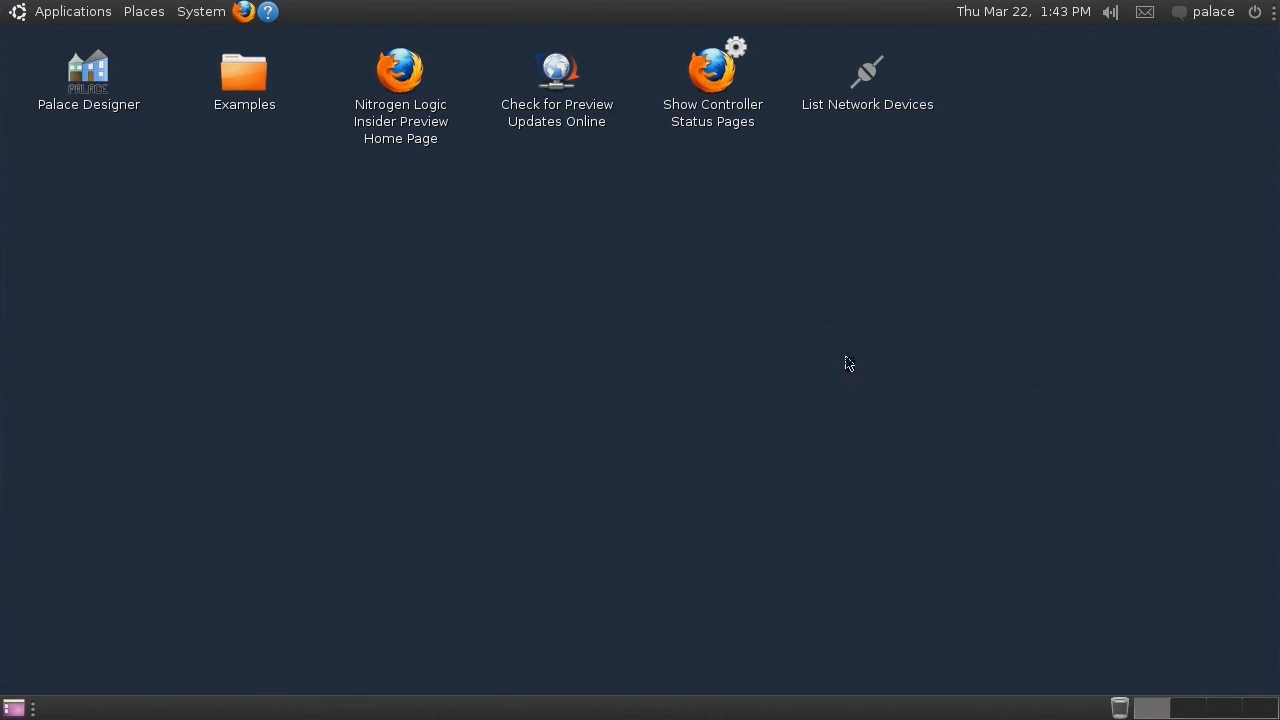 Applications Places System Thu Mar 22, 1:43 PM palace
PALACE
Palace Designer
Examples
Nitrogen Logic
Insider Preview
Home Page
Check for Preview
Updates Online
Show Controller
Status Pages
List Network Devices